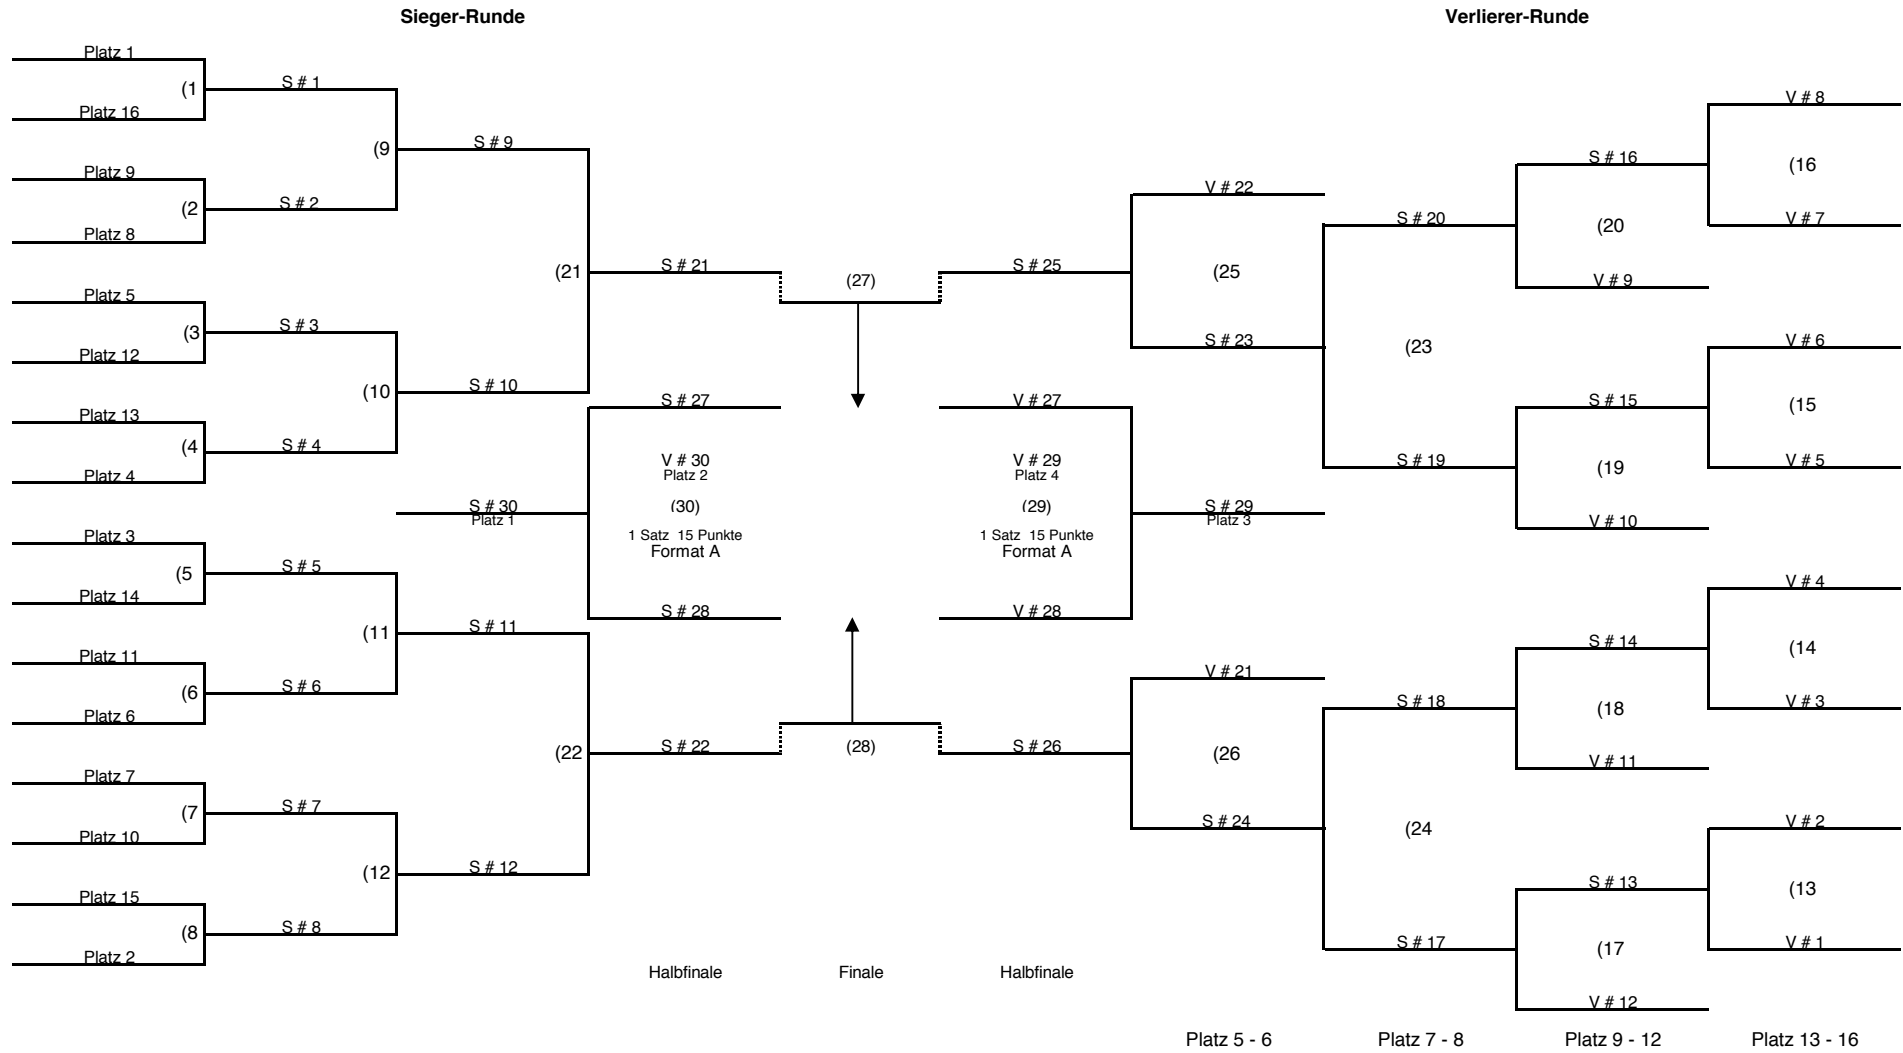 Sieger-Runde
Verlierer-Runde
Platz 1
(1
Platz 16
S # 1
(9
Platz 9
(2
Platz 8
S # 2
S # 9
(21
Platz 5
(3
Platz 12
S # 3
(10
Platz 13
(4
Platz 4
S # 4
S # 10
S # 21
(27)
S # 25
Platz 3
(5
Platz 14
S # 5
(11
Platz 11
(6
Platz 6
S # 6
S # 11
(22
Platz 7
(7
Platz 10
S # 7
(12
Platz 15
(8
Platz 2
S # 8
S # 12
S # 22
(28)
S # 26
S # 27
V # 30
Platz 2
(30)
1 Satz 15 Punkte
Format A
S # 28
S # 30
Platz 1
V # 27
V # 29
Platz 4
(29)
1 Satz 15 Punkte
Format A
V # 28
S # 29
Platz 3
V # 22
(25
S # 23
S # 20
(23
S # 19
S # 16
(20
V # 9
V # 8
(16
V # 7
S # 15
(19
V # 10
V # 6
(15
V # 5
V # 21
(26
S # 24
S # 18
(24
S # 17
S # 14
(18
V # 11
V # 4
(14
V # 3
S # 13
(17
V # 12
V # 2
(13
V # 1
Halbfinale
Finale
Halbfinale
Platz 5 - 6
Platz 7 - 8
Platz 9 - 12
Platz 13 - 16